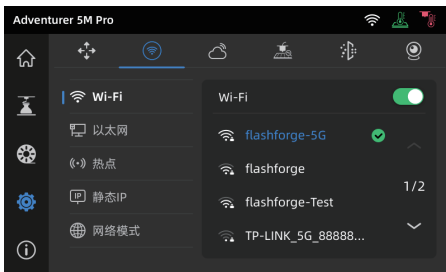 Adventurer 5M Pro
Wi-Fi
以太网
热点
IP
静态IP
网络模式
Wi-Fi
flashforge-5G
flashforge
flashforge-Test
TP-LINK_5G_88888...
1/2